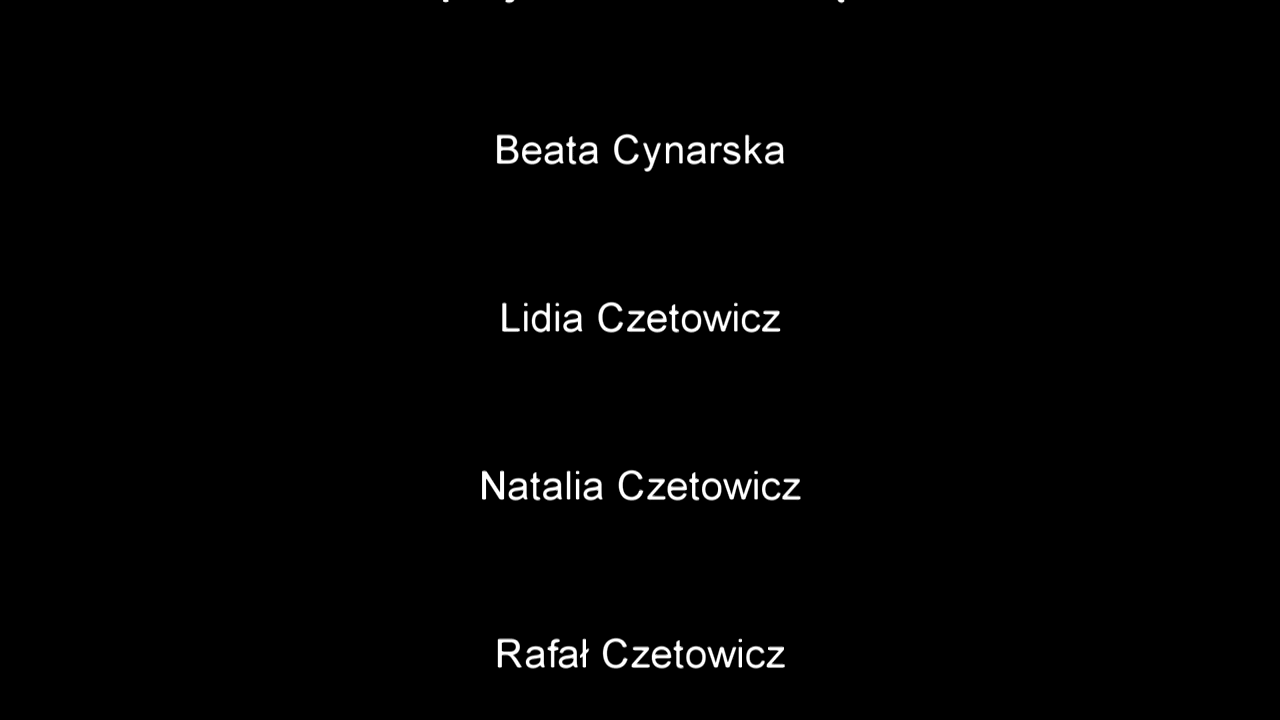 Beata Cynarska
Lidia Czetowicz
Natalia Czetowicz
Rafał Czetowicz